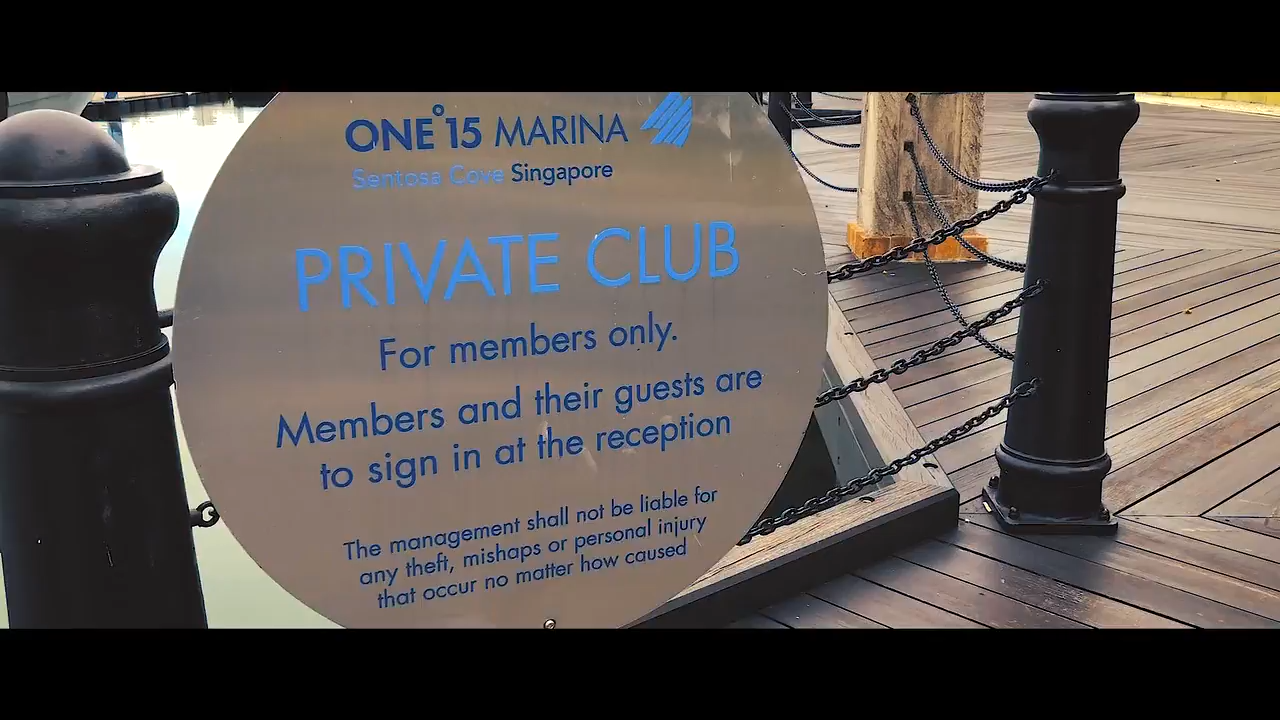 ONE°15 MARINA
Sentosa Cove Singapore
PRIVATE CLUB
For members only.
Members and their guests are
to sign in at the reception
The management shall not be liable for
any theft, mishaps or personal injury
that occur no matter how caused